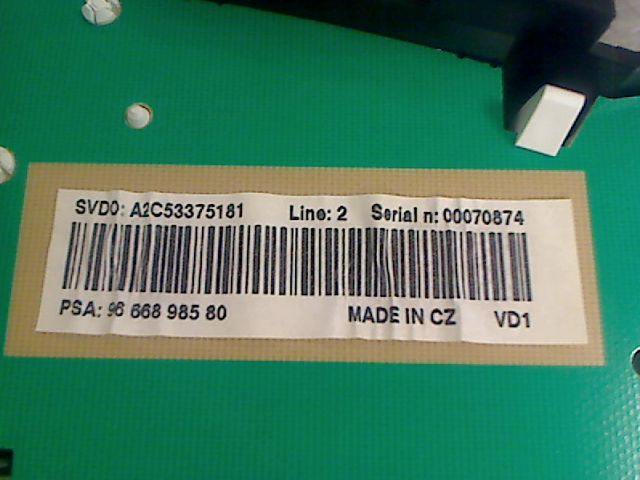 SVDO: A2C53375181 Line: 2 Serial n: 00070874
PSA: 96 668 985 80 MADE IN CZ VD1